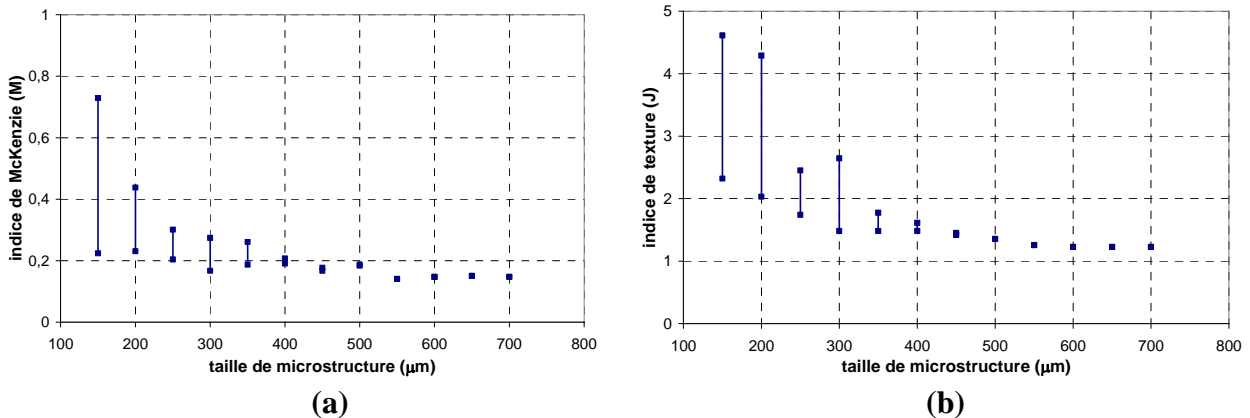 1
0,8
0,6
0,4
0,2
0
indice de McKenzie (M)
100 200 300 400 500 600 700 800
taille de microstructure (µm)
(a)
5
4
3
2
1
0
indice de texture (J)
100 200 300 400 500 600 700 800
taille de microstructure (µm)
(b)